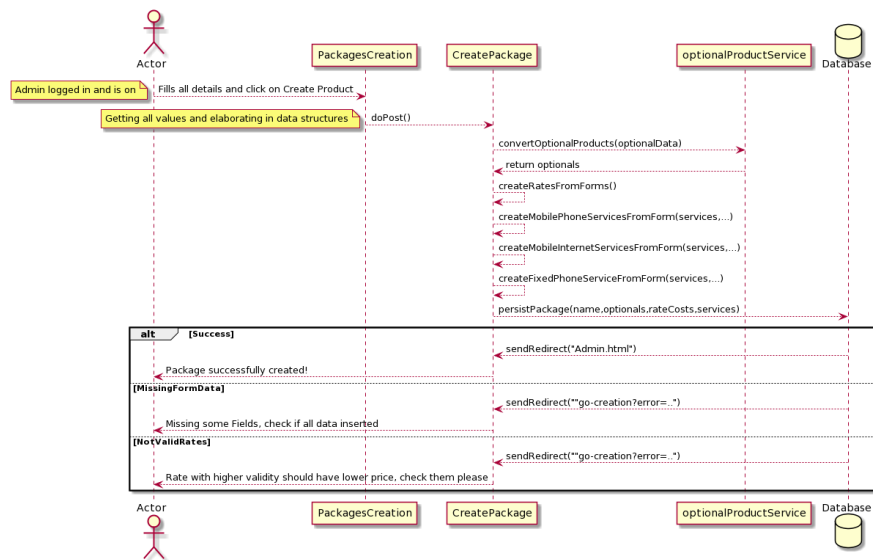 Actor
PackagesCreation
CreatePackage
optionalProductService
Database
Admin logged in and is on
Fills all details and click on Create Product
Getting all values and elaborating in data structures
doPost()
convertOptionalProducts(optionalData)
return optionals
createRatesFromForms()
createMobilePhoneServicesFromForm(services,...)
createMobileInternetServicesFromForm(services,...)
createFixedPhoneServiceFromForm(services,...)
persistPackage(name,optionals,rateCosts,services)
alt [Success]
sendRedirect("Admin.html")
Package successfully created!
[MissingFormData]
sendRedirect(""go-creation?error=..")
Missing some Fields, check if all data inserted
[NotValidRates]
sendRedirect(""go-creation?error=..")
Rate with higher validity should have lower price, check them please
Actor
PackagesCreation
CreatePackage
optionalProductService
Database